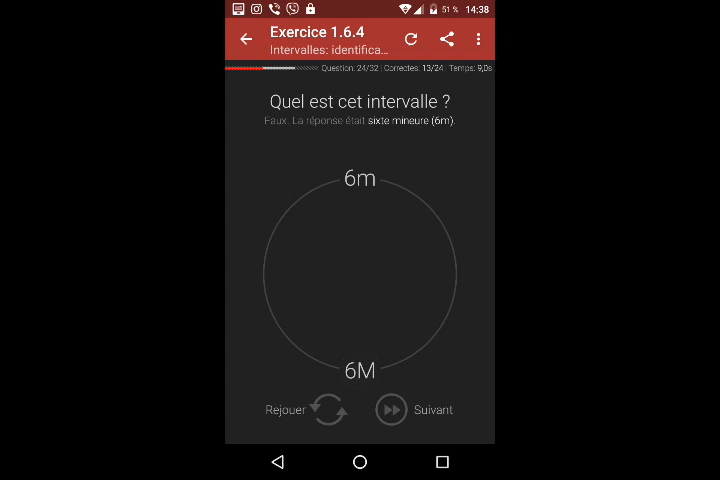 51 % 14:38
Exercice 1.6.4
Intervalles: identifica...
Question: 24/32 | Correctes: 13/24 | Temps: 9,0s
Quel est cet intervalle ?
Faux. La réponse était sixte mineure (6m).
6m
6M
Rejouer Suivant